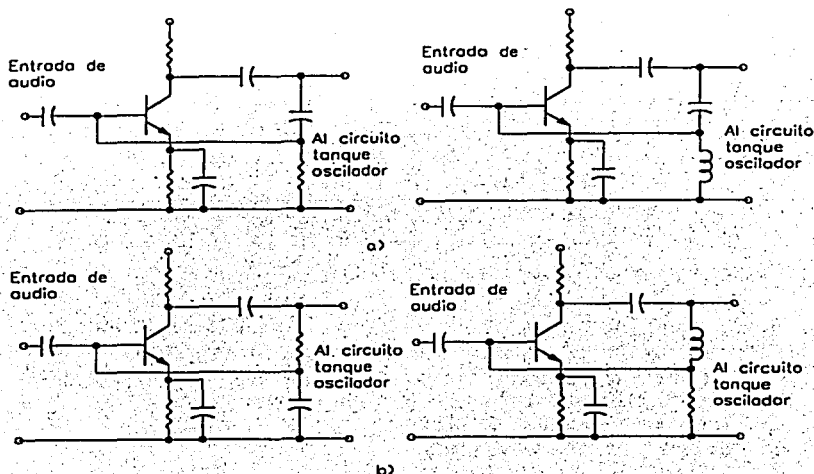 Entrada de
audio
Al circuito
tanque
oscilador
Entrada de
audio
Al circuito
tanque
oscilador
a)
Entrada de
audio
Al circuito
tanque
oscilador
Entrada de
audio
Al circuito
tanque
oscilador
b)